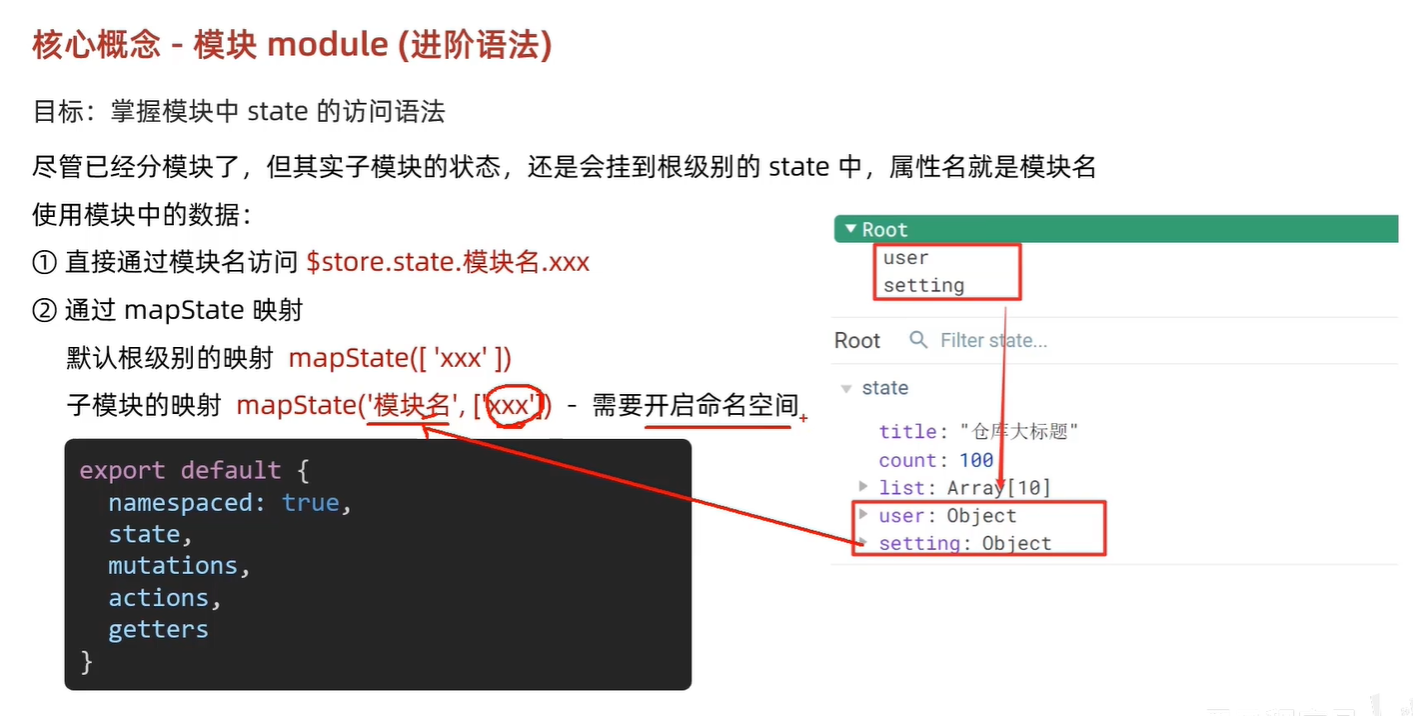 核心概念 - 模块 module (进阶语法)
目标：掌握模块中 state 的访问语法
尽管已经分模块了，但其实子模块的状态，还是会挂到根级别的 state 中，属性名就是模块名
使用模块中的数据：
① 直接通过模块名访问 $store.state.模块名.xxx
② 通过 mapState 映射
默认根级别的映射 mapState([ 'xxx' ])
子模块的映射 mapState('模块名', ['xxx']) - 需要开启命名空间
export default {
namespaced: true,
state,
mutations,
actions,
getters
}
Root
user
setting
Root Filter state...
state
title: "仓库大标题"
count: 100
list: Array[10]
user: Object
setting: Object